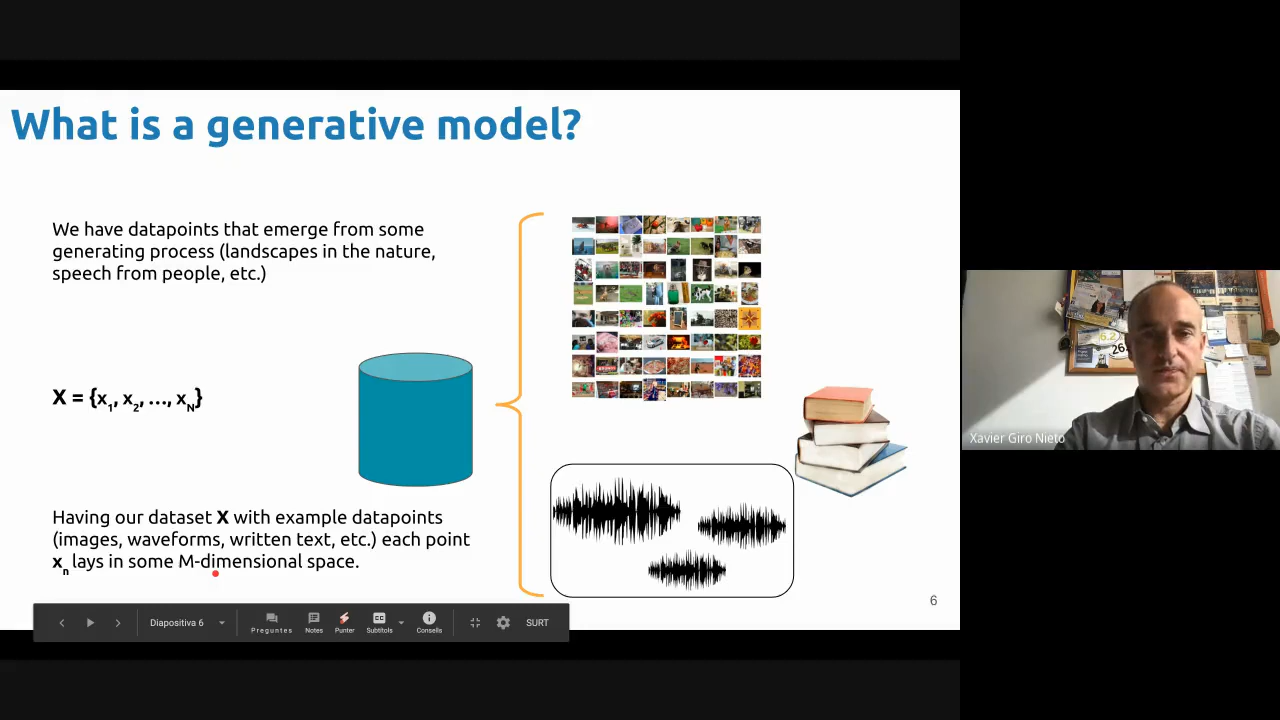 What is a generative model?
We have datapoints that emerge from some
generating process (landscapes in the nature,
speech from people, etc.)
X = {x1, x2, ..., xN}
Having our dataset X with example datapoints
(images, waveforms, written text, etc.) each point
xn lays in some M-dimensional space.
6
Diapositiva 6
Preguntes
Notes
Punter
Subtítols
Consells
SURT
Xavier Giro Nieto